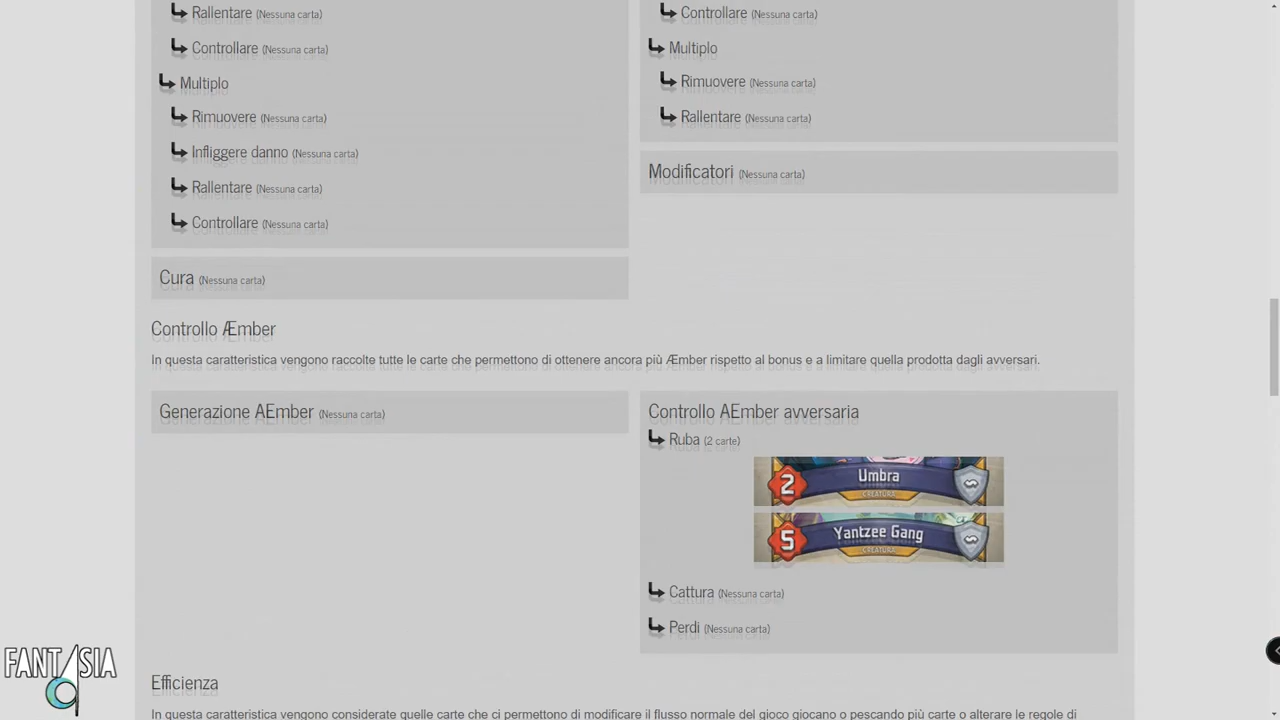 Rallentare (Nessuna carta)
Controllare (Nessuna carta)
Multiplo
Rimuovere (Nessuna carta)
Infliggere danno (Nessuna carta)
Rallentare (Nessuna carta)
Controllare (Nessuna carta)
Cura (Nessuna carta)
Controllare (Nessuna carta)
Multiplo
Rimuovere (Nessuna carta)
Rallentare (Nessuna carta)
Modificatori (Nessuna carta)
Controllo Æmber
In questa caratteristica vengono raccolte tutte le carte che permettono di ottenere ancora più Æmber rispetto al bonus e a limitare quella prodotta dagli avversari.
Generazione AEmber (Nessuna carta)
Controllo AEmber avversaria
Ruba (2 carte)
2 Umbra
CREATURA
5 Yantzee Gang
CREATURA
Cattura (Nessuna carta)
Perdi (Nessuna carta)
FANTASIA
Efficienza
In questa caratteristica vengono considerate quelle carte che ci permettono di modificare il flusso normale del gioco giocano o pescando più carte o alterare le regole di